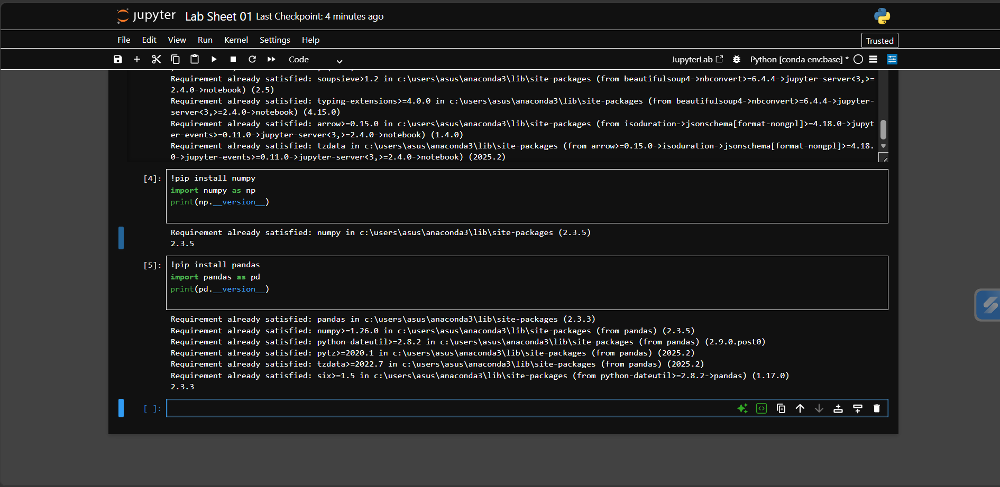 jupyter Lab Sheet 01 Last Checkpoint: 4 minutes ago
File Edit View Run Kernel Settings Help
Trusted
Code
JupyterLab
Python [conda env:base] *
Requirement already satisfied: soupsieve>1.2 in c:\users\asus\anaconda3\lib\site-packages (from beautifulsoup4->nbconvert>=6.4.4->jupyter-server<3,>=
2.4.0->notebook) (2.5)
Requirement already satisfied: typing-extensions>=4.0.0 in c:\users\asus\anaconda3\lib\site-packages (from beautifulsoup4->nbconvert>=6.4.4->jupyter-
server<3,>=2.4.0->notebook) (4.15.0)
Requirement already satisfied: arrow>=0.15.0 in c:\users\asus\anaconda3\lib\site-packages (from isoduration->jsonschema[format-nongpl]>=4.18.0->jupyt
er-events>=0.11.0->jupyter-server<3,>=2.4.0->notebook) (1.4.0)
Requirement already satisfied: tzdata in c:\users\asus\anaconda3\lib\site-packages (from arrow>=0.15.0->isoduration->jsonschema[format-nongpl]>=4.18.
0->jupyter-events>=0.11.0->jupyter-server<3,>=2.4.0->notebook) (2025.2)
[4]: !pip install numpy
import numpy as np
print(np.__version__)
Requirement already satisfied: numpy in c:\users\asus\anaconda3\lib\site-packages (2.3.5)
2.3.5
[5]: !pip install pandas
import pandas as pd
print(pd.__version__)
Requirement already satisfied: pandas in c:\users\asus\anaconda3\lib\site-packages (2.3.3)
Requirement already satisfied: numpy>=1.26.0 in c:\users\asus\anaconda3\lib\site-packages (from pandas) (2.3.5)
Requirement already satisfied: python-dateutil>=2.8.2 in c:\users\asus\anaconda3\lib\site-packages (from pandas) (2.9.0.post0)
Requirement already satisfied: pytz>=2020.1 in c:\users\asus\anaconda3\lib\site-packages (from pandas) (2025.2)
Requirement already satisfied: tzdata>=2022.7 in c:\users\asus\anaconda3\lib\site-packages (from pandas) (2025.2)
Requirement already satisfied: six>=1.5 in c:\users\asus\anaconda3\lib\site-packages (from python-dateutil>=2.8.2->pandas) (1.17.0)
2.3.3
[ ]: